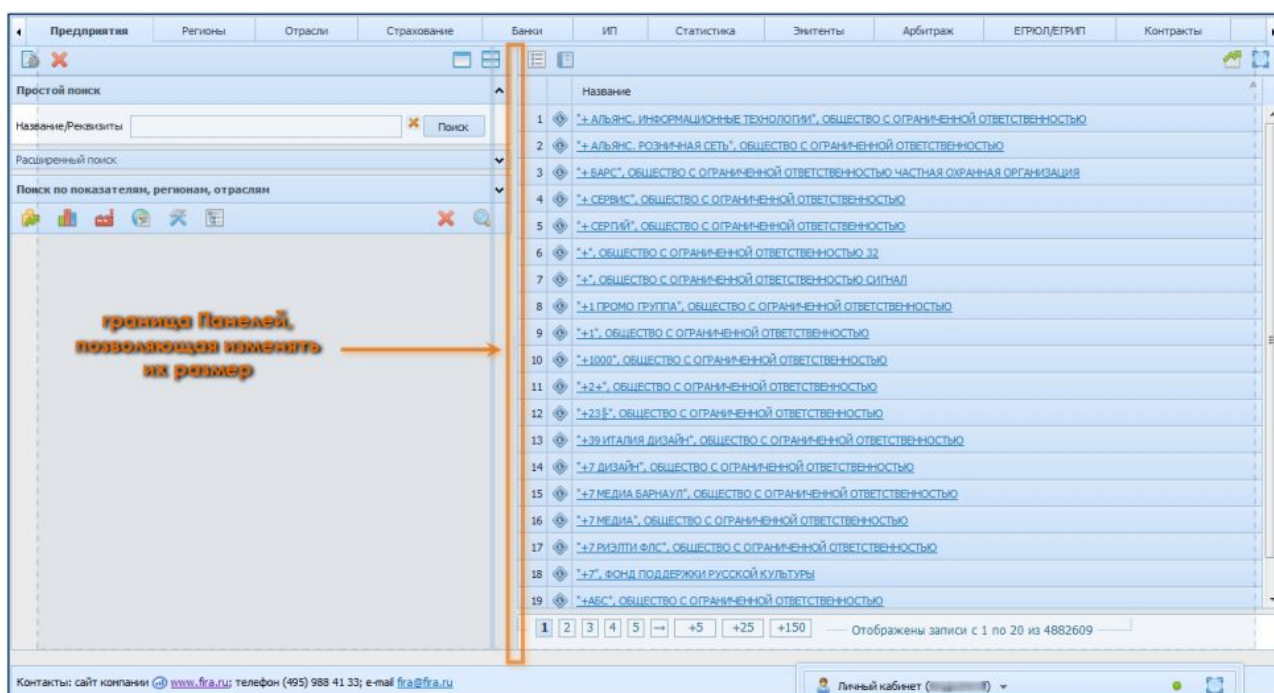 Предприятия Регионы Отрасли Страхование Банки ИП Статистика Эмитенты Арбитраж ЕГРЮЛ/ЕГРИП Контракты
Простой поиск
Название/Реквизиты Поиск
Расширенный поиск
Поиск по показателям, регионам, отраслям
граница Панелей,
позволяющая изменять
их размер
Название
1 "+ АЛЬЯНС. ИНФОРМАЦИОННЫЕ ТЕХНОЛОГИИ", ОБЩЕСТВО С ОГРАНИЧЕННОЙ ОТВЕТСТВЕННОСТЬЮ
2 "+ АЛЬЯНС. РОЗНИЧНАЯ СЕТЬ", ОБЩЕСТВО С ОГРАНИЧЕННОЙ ОТВЕТСТВЕННОСТЬЮ
3 "+ БАРС", ОБЩЕСТВО С ОГРАНИЧЕННОЙ ОТВЕТСТВЕННОСТЬЮ ЧАСТНАЯ ОХРАННАЯ ОРГАНИЗАЦИЯ
4 "+ СЕРВИС", ОБЩЕСТВО С ОГРАНИЧЕННОЙ ОТВЕТСТВЕННОСТЬЮ
5 "+ СЕРГИЙ", ОБЩЕСТВО С ОГРАНИЧЕННОЙ ОТВЕТСТВЕННОСТЬЮ
6 "+", ОБЩЕСТВО С ОГРАНИЧЕННОЙ ОТВЕТСТВЕННОСТЬЮ 32
7 "+", ОБЩЕСТВО С ОГРАНИЧЕННОЙ ОТВЕТСТВЕННОСТЬЮ СИГНАЛ
8 "+1 ПРОМО ГРУППА", ОБЩЕСТВО С ОГРАНИЧЕННОЙ ОТВЕТСТВЕННОСТЬЮ
9 "+1", ОБЩЕСТВО С ОГРАНИЧЕННОЙ ОТВЕТСТВЕННОСТЬЮ
10 "+1000", ОБЩЕСТВО С ОГРАНИЧЕННОЙ ОТВЕТСТВЕННОСТЬЮ
11 "+2+", ОБЩЕСТВО С ОГРАНИЧЕННОЙ ОТВЕТСТВЕННОСТЬЮ
12 "+23╠", ОБЩЕСТВО С ОГРАНИЧЕННОЙ ОТВЕТСТВЕННОСТЬЮ
13 "+39 ИТАЛИЯ ДИЗАЙН", ОБЩЕСТВО С ОГРАНИЧЕННОЙ ОТВЕТСТВЕННОСТЬЮ
14 "+7 ДИЗАЙН", ОБЩЕСТВО С ОГРАНИЧЕННОЙ ОТВЕТСТВЕННОСТЬЮ
15 "+7 МЕДИА БАРНАУЛ", ОБЩЕСТВО С ОГРАНИЧЕННОЙ ОТВЕТСТВЕННОСТЬЮ
16 "+7 МЕДИА", ОБЩЕСТВО С ОГРАНИЧЕННОЙ ОТВЕТСТВЕННОСТЬЮ
17 "+7 РИЭЛТИ ФЛС", ОБЩЕСТВО С ОГРАНИЧЕННОЙ ОТВЕТСТВЕННОСТЬЮ
18 "+7", ФОНД ПОДДЕРЖКИ РУССКОЙ КУЛЬТУРЫ
19 "+АБС", ОБЩЕСТВО С ОГРАНИЧЕННОЙ ОТВЕТСТВЕННОСТЬЮ
1 2 3 4 5 → +5 +25 +150 Отображены записи с 1 по 20 из 4882609
Контакты: сайт компании www.fira.ru; телефон (495) 988 41 33; e-mail fira@fira.ru
Личный кабинет (